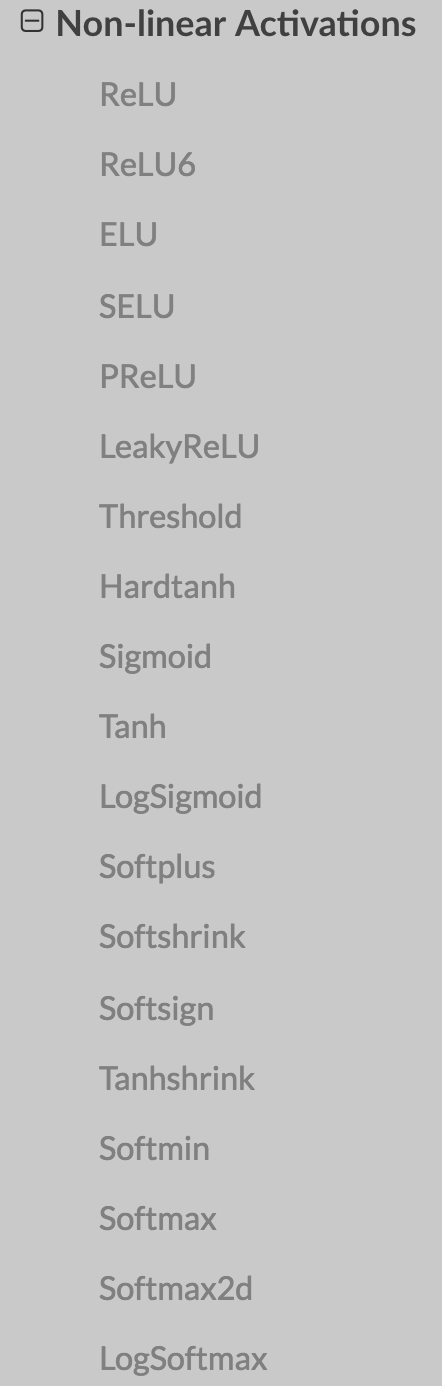 Non-linear Activations
ReLU
ReLU6
ELU
SELU
PReLU
LeakyReLU
Threshold
Hardtanh
Sigmoid
Tanh
LogSigmoid
Softplus
Softshrink
Softsign
Tanhshrink
Softmin
Softmax
Softmax2d
LogSoftmax